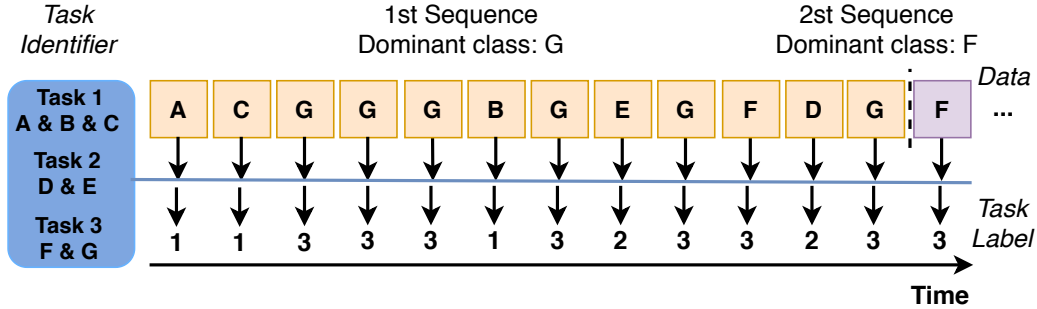 Task
Identifier
1st Sequence
Dominant class: G
2st Sequence
Dominant class: F
Task 1
A & B & C
Task 2
D & E
Task 3
F & G
A C G G G B G E G F D G F
Data
...
1 1 3 3 3 1 3 2 3 3 2 3 3
Task
Label
Time